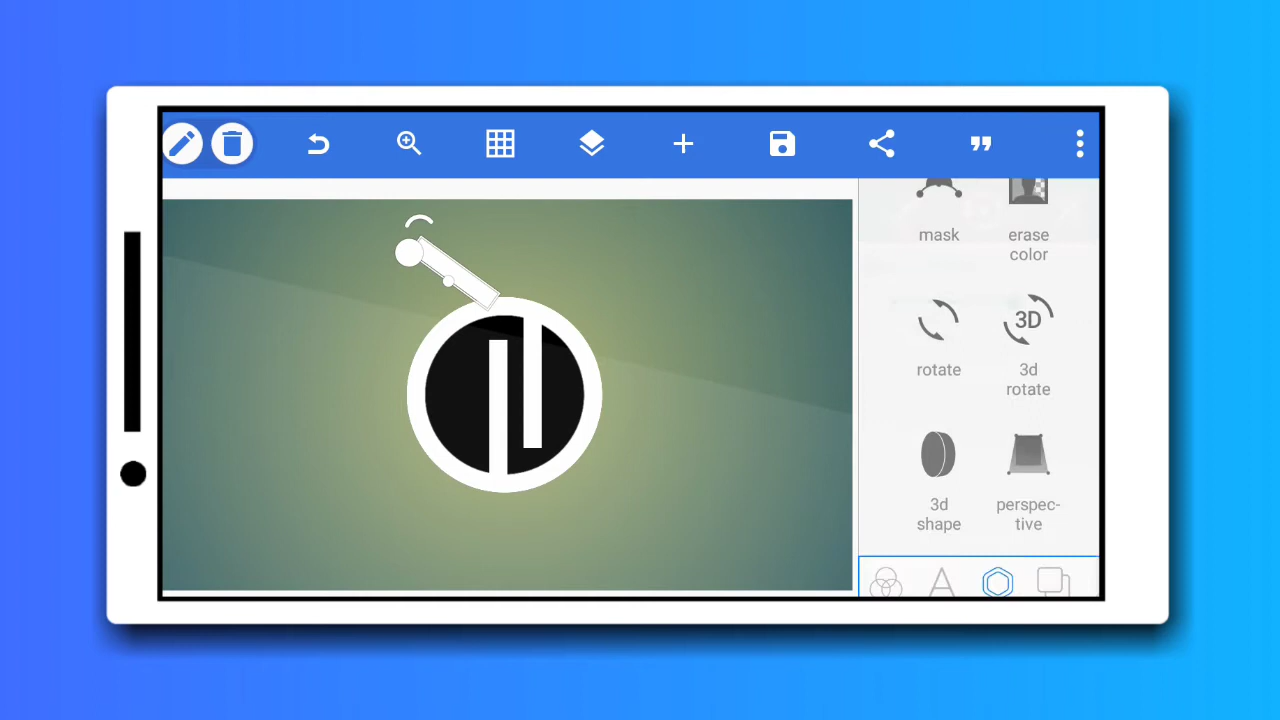 mask
erase
color
3D
rotate
3d
rotate
3d
shape
perspec-
tive